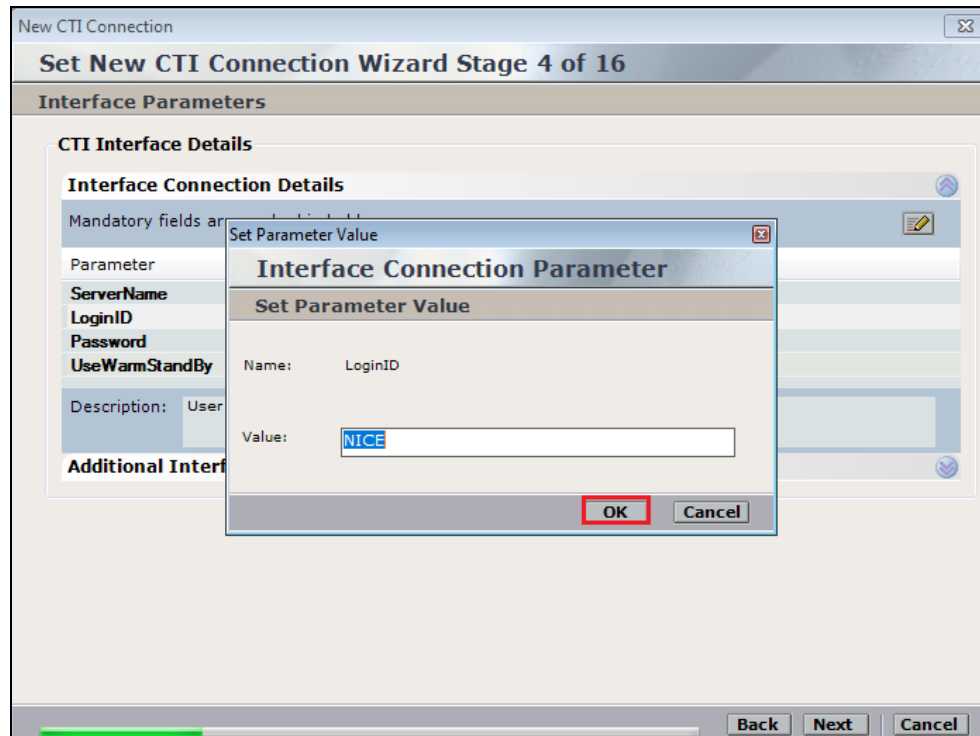 New CTI Connection
Set New CTI Connection Wizard Stage 4 of 16
Interface Parameters
CTI Interface Details
Interface Connection Details
Mandatory fields
Parameter
ServerName
LoginID
Password
UseWarmStandBy
Description: User
Additional
Set Parameter Value
Interface Connection Parameter
Set Parameter Value
Name: LoginID
Value: NICE
OK Cancel
Back Next Cancel